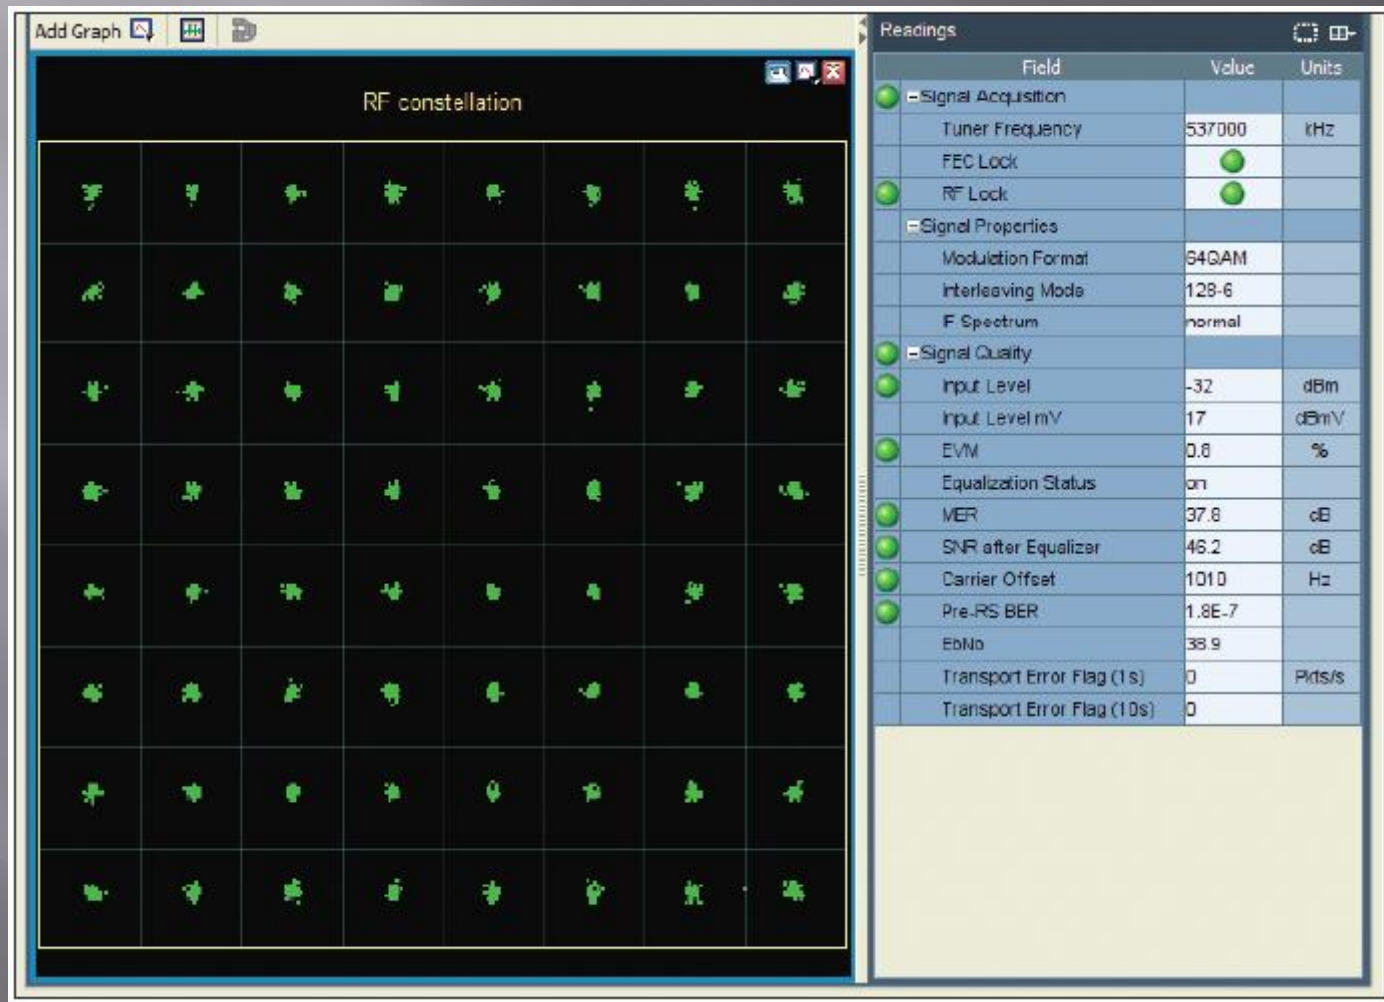 Add Graph
RF constellation
Readings
Field Value Units
Signal Acquisition
Tuner Frequency 537000 kHz
FEC Lock
RF Lock
Signal Properties
Modulation Format 64QAM
Interleaving Mode 128-6
IF Spectrum normal
Signal Quality
Input Level -32 dBm
Input Level mV 17 dBmV
EVM 0.8 %
Equalization Status on
MER 37.8 dB
SNR after Equalizer 46.2 dB
Carrier Offset 1010 Hz
Pre-RS BER 1.8E-7
EbNo 38.9
Transport Error Flag (1s) 0 Pkts/s
Transport Error Flag (10s) 0